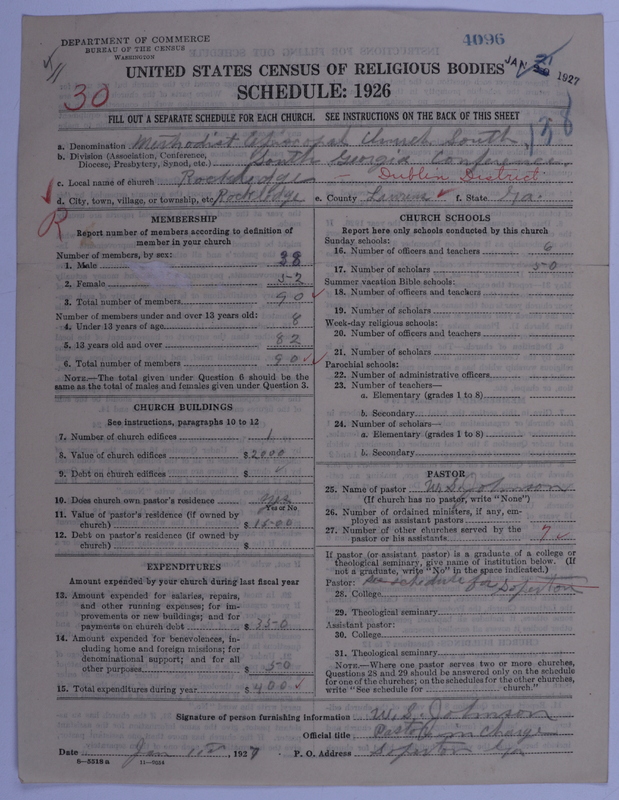 DEPARTMENT OF COMMERCE
BUREAU OF THE CENSUS
WASHINGTON
4096
JAN 1927
UNITED STATES CENSUS OF RELIGIOUS BODIES
SCHEDULE: 1926
30
138
FILL OUT A SEPARATE SCHEDULE FOR EACH CHURCH. SEE INSTRUCTIONS ON THE BACK OF THIS SHEET
a. Denomination Methodist Episcopal Church South
b. Division (Association, Conference, Diocese, Presbytery, Synod, etc.) South Georgia Conference
c. Local name of church Rockledge - Dublin District
d. City, town, village, or township, etc. Rockledge e. County Laurens f. State Ga.
R
MEMBERSHIP
Report number of members according to definition of
member in your church
Number of members, by sex:
1. Male 38
2. Female 52
3. Total number of members 90
Number of members under and over 13 years old:
4. Under 13 years of age 8
5. 13 years old and over 82
6. Total number of members 90
NOTE.—The total given under Question 6 should be the
same as the total of males and females given under Question 3.
CHURCH BUILDINGS
See instructions, paragraphs 10 to 12
7. Number of church edifices 1
8. Value of church edifices $2000
9. Debt on church edifices $
10. Does church own pastor's residence Yes
Yes or No
11. Value of pastor's residence (if owned by
church) $ 1500
12. Debt on pastor's residence (if owned by
church) $
EXPENDITURES
Amount expended by your church during last fiscal year
13. Amount expended for salaries, repairs,
and other running expenses; for im-
provements or new buildings; and for
payments on church debt $ 350
14. Amount expended for benevolences, in-
cluding home and foreign missions; for
denominational support; and for all
other purposes $ 50
15. Total expenditures during year $ 400
CHURCH SCHOOLS
Report here only schools conducted by this church
Sunday schools:
16. Number of officers and teachers 6
17. Number of scholars 50
Summer vacation Bible schools:
18. Number of officers and teachers
19. Number of scholars
Week-day religious schools:
20. Number of officers and teachers
21. Number of scholars
Parochial schools:
22. Number of administrative officers
23. Number of teachers—
a. Elementary (grades 1 to 8)
b. Secondary
24. Number of scholars—
a. Elementary (grades 1 to 8)
b. Secondary
PASTOR
25. Name of pastor W. S. Johnson
(If church has no pastor, write "None")
26. Number of ordained ministers, if any, em-
ployed as assistant pastors
27. Number of other churches served by the
pastor or his assistants 7
If pastor (or assistant pastor) is a graduate of a college or
theological seminary, give name of institution below. (If
not a graduate, write "No" in the space indicated.)
Pastor: see schedule for Soperton
28. College
29. Theological seminary
Assistant pastor:
30. College
31. Theological seminary
NOTE.—Where one pastor serves two or more churches,
Questions 28 and 29 should be answered only on the schedule
for one of the churches; on the schedules for the other churches,
write "See schedule for church."
Signature of person furnishing information W. S. Johnson
Official title Pastor in charge
Date Jan 11th, 1927 P. O. Address Soperton Ga
6—5518a 11—9054